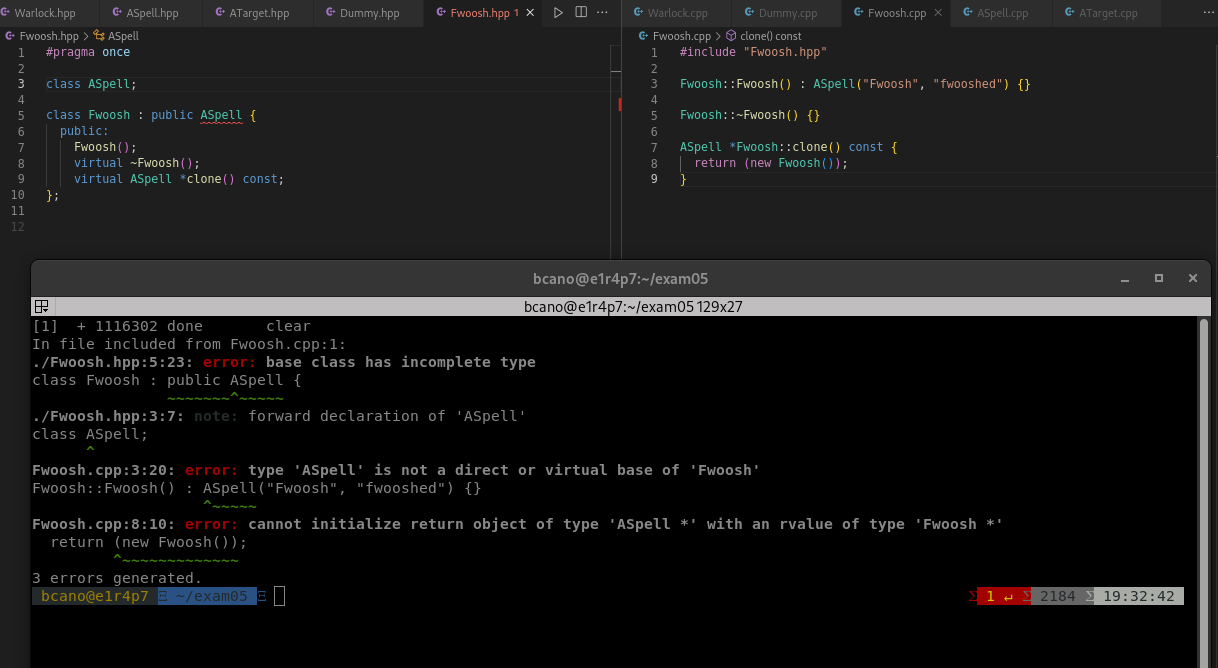 Warlock.hpp ASpell.hpp ATarget.hpp Dummy.hpp Fwoosh.hpp 1 ×
Fwoosh.hpp > ASpell
1 #pragma once
2
3 class ASpell;
4
5 class Fwoosh : public ASpell {
6 public:
7 Fwoosh();
8 virtual ~Fwoosh();
9 virtual ASpell *clone() const;
10 };
11
12
Warlock.cpp Dummy.cpp Fwoosh.cpp × ASpell.cpp ATarget.cpp
Fwoosh.cpp > clone() const
1 #include "Fwoosh.hpp"
2
3 Fwoosh::Fwoosh() : ASpell("Fwoosh", "fwooshed") {}
4
5 Fwoosh::~Fwoosh() {}
6
7 ASpell *Fwoosh::clone() const {
8 return (new Fwoosh());
9 }
bcano@e1r4p7:~/exam05
bcano@e1r4p7:~/exam05 129x27
[1]  + 1116302 done       clear
In file included from Fwoosh.cpp:1:
./Fwoosh.hpp:5:23: error: base class has incomplete type
class Fwoosh : public ASpell {
~~~~~~~^~~~~~
./Fwoosh.hpp:3:7: note: forward declaration of 'ASpell'
class ASpell;
^
Fwoosh.cpp:3:20: error: type 'ASpell' is not a direct or virtual base of 'Fwoosh'
Fwoosh::Fwoosh() : ASpell("Fwoosh", "fwooshed") {}
^~~~~~
Fwoosh.cpp:8:10: error: cannot initialize return object of type 'ASpell *' with an rvalue of type 'Fwoosh *'
return (new Fwoosh());
^~~~~~~~~~~~~~
3 errors generated.
bcano@e1r4p7 Ξ ~/exam05 Ξ Σ 1 ↵ Σ 2184 Σ 19:32:42